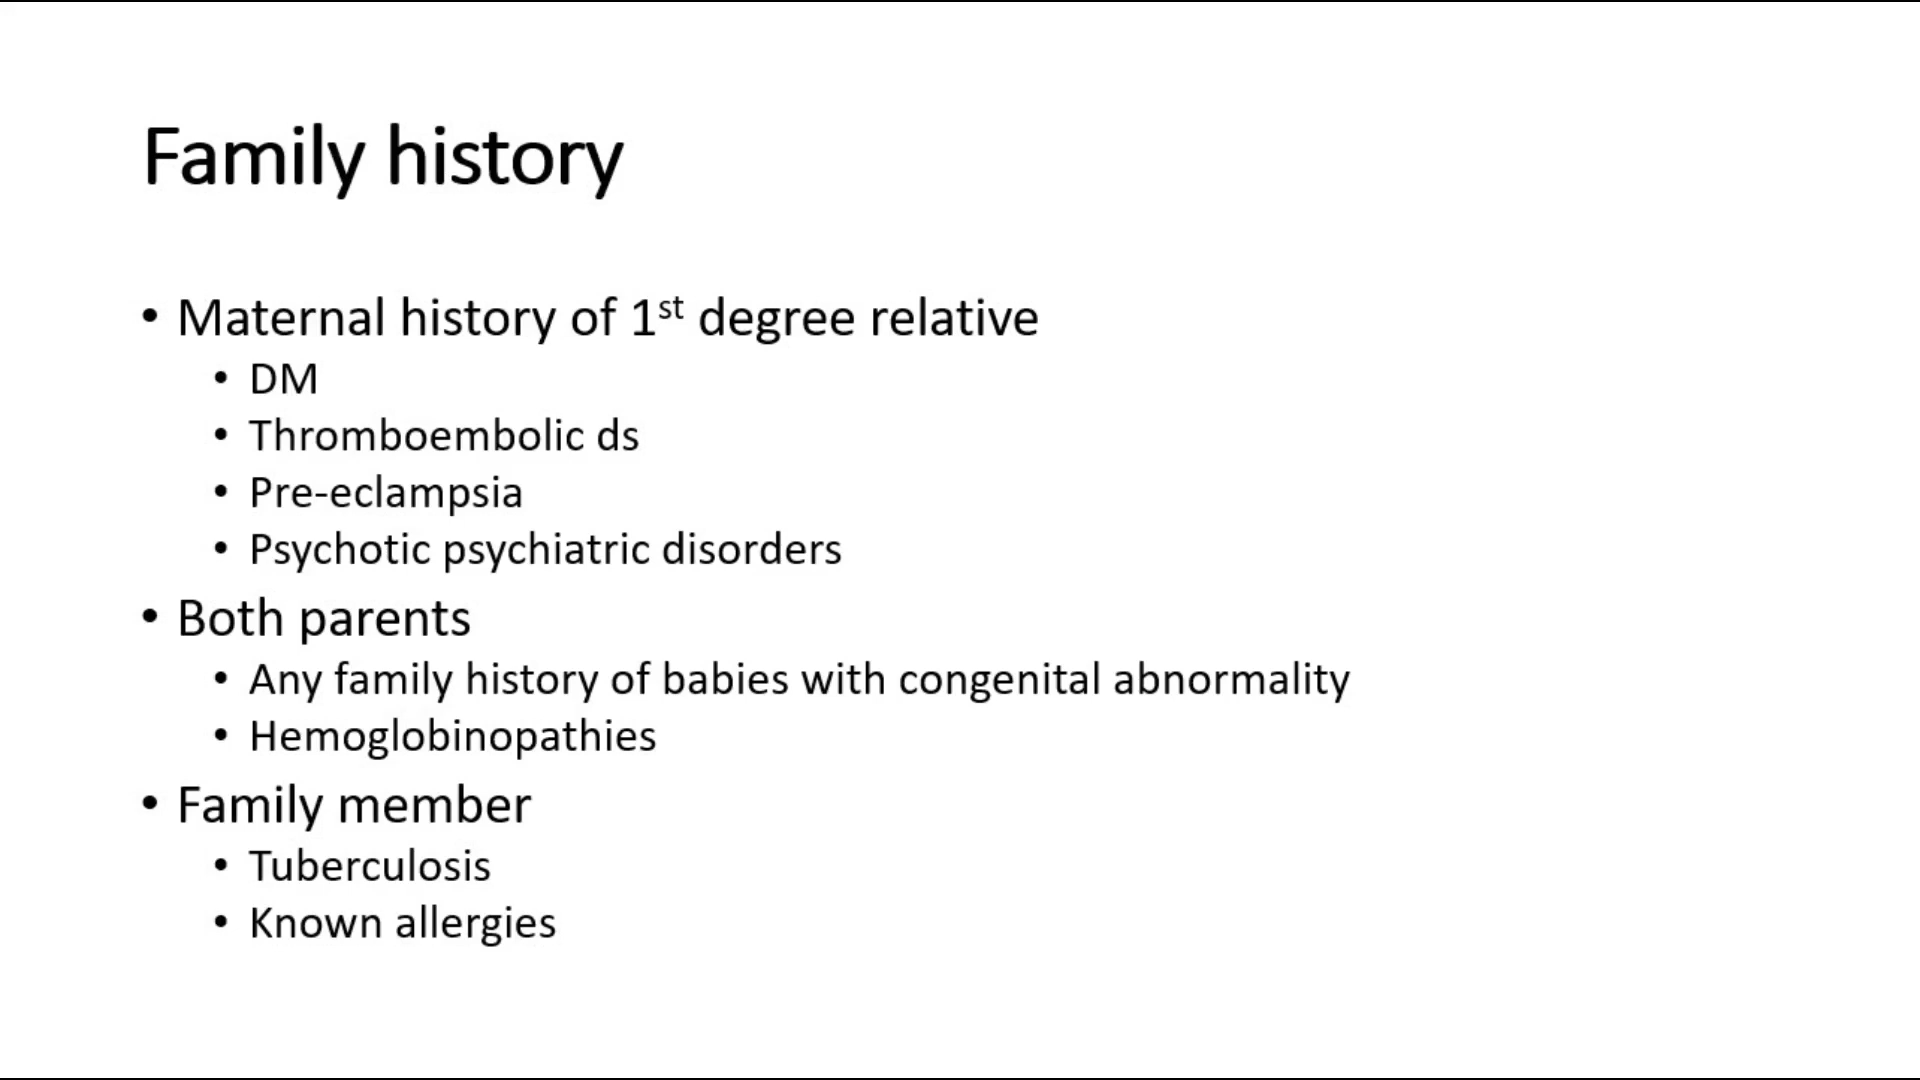 Family history
• Maternal history of 1st degree relative
• DM
• Thromboembolic ds
• Pre-eclampsia
• Psychotic psychiatric disorders
• Both parents
• Any family history of babies with congenital abnormality
• Hemoglobinopathies
• Family member
• Tuberculosis
• Known allergies